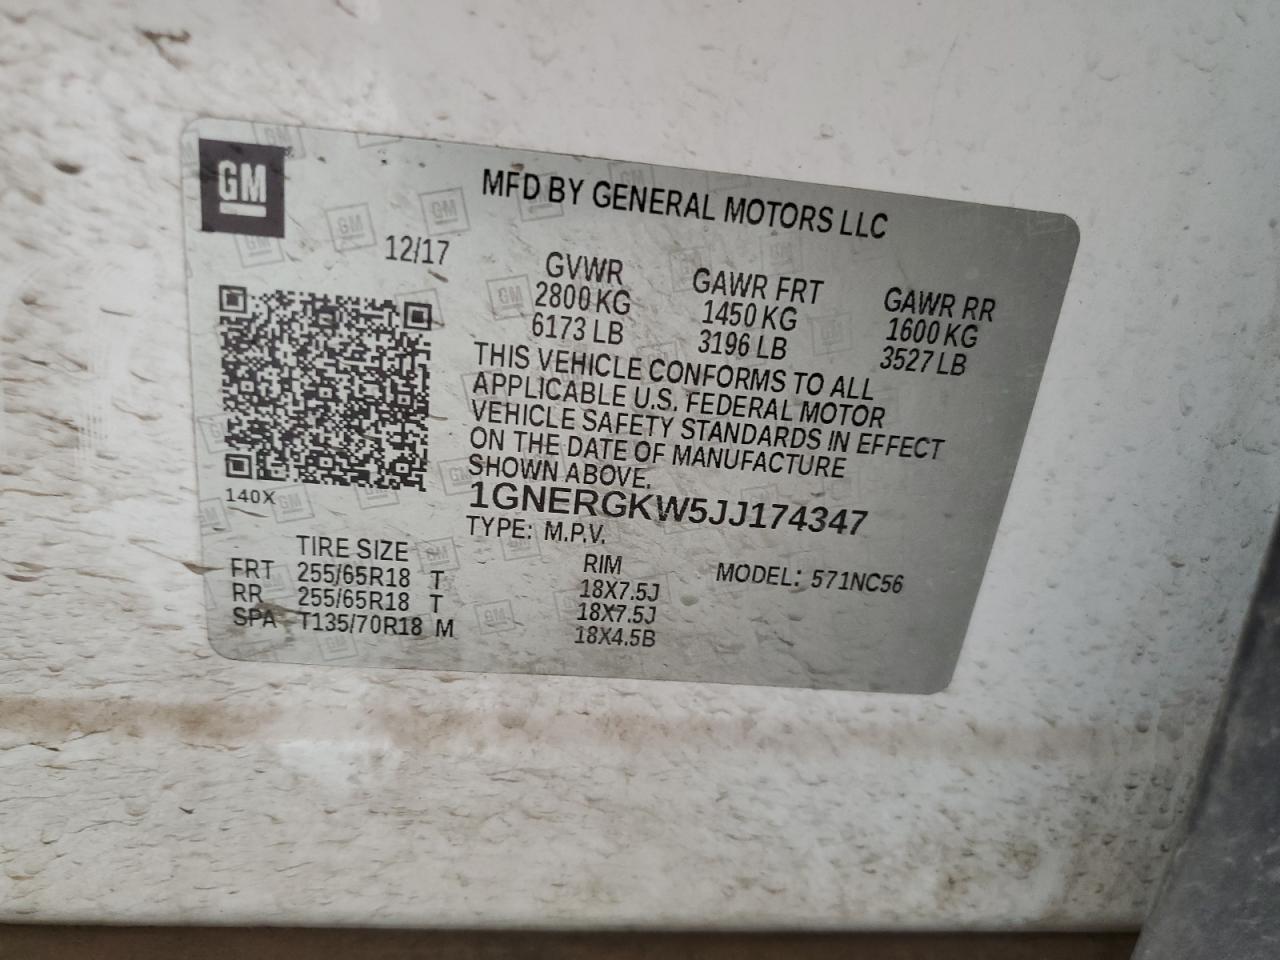 GM
MFD BY GENERAL MOTORS LLC
12/17
GVWR GAWR FRT GAWR RR
2800 KG 1450 KG 1600 KG
6173 LB 3196 LB 3527 LB
THIS VEHICLE CONFORMS TO ALL
APPLICABLE U.S. FEDERAL MOTOR
VEHICLE SAFETY STANDARDS IN EFFECT
ON THE DATE OF MANUFACTURE
SHOWN ABOVE.
140X
1GNERGKW5JJ174347
TYPE: M.P.V.
TIRE SIZE RIM MODEL: 571NC56
FRT 255/65R18 T 18X7.5J
RR 255/65R18 T 18X7.5J
SPA T135/70R18 M 18X4.5B